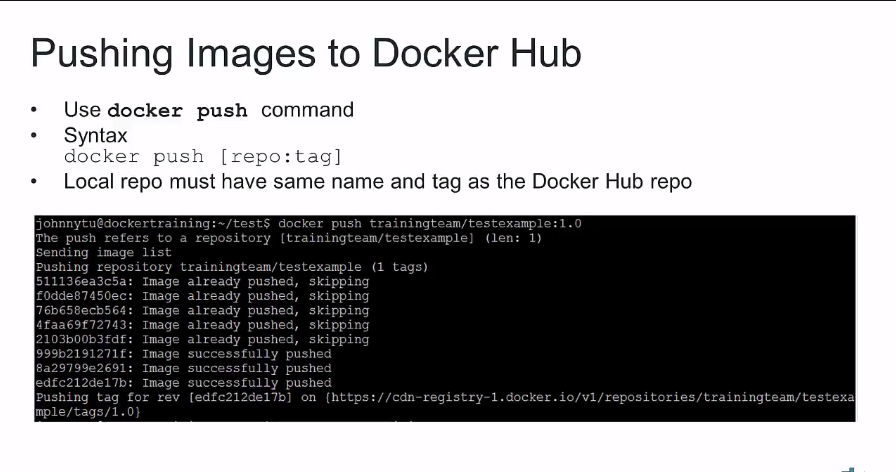 Pushing Images to Docker Hub
• Use docker push command
• Syntax
docker push [repo:tag]
• Local repo must have same name and tag as the Docker Hub repo
johnnytu@dockertraining:~/test$ docker push trainingteam/testexample:1.0
The push refers to a repository [trainingteam/testexample] (len: 1)
Sending image list
Pushing repository trainingteam/testexample (1 tags)
511136ea3c5a: Image already pushed, skipping
f0dde87450ec: Image already pushed, skipping
76b658ecb564: Image already pushed, skipping
4faa69f72743: Image already pushed, skipping
2103b00b3fdf: Image already pushed, skipping
999b2191271f: Image successfully pushed
8a29799e2691: Image successfully pushed
edfc212de17b: Image successfully pushed
Pushing tag for rev [edfc212de17b] on {https://cdn-registry-1.docker.io/v1/repositories/trainingteam/testexa
mple/tags/1.0}